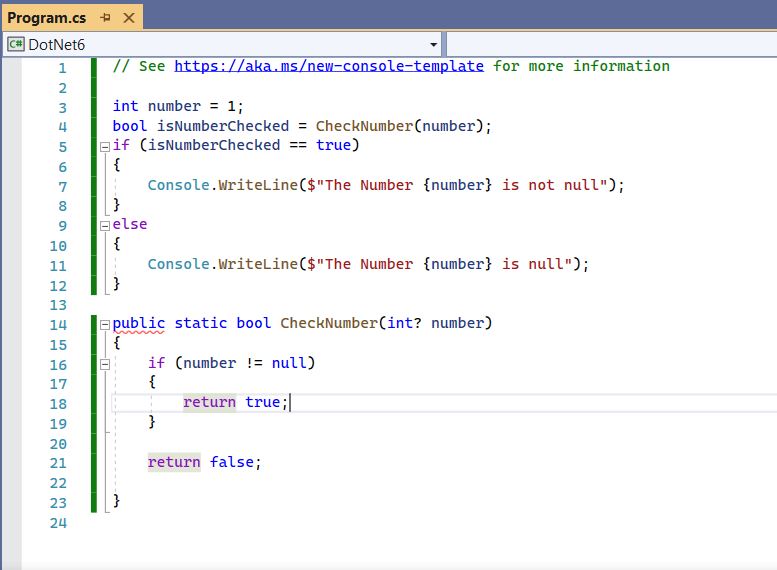 Program.cs
C# DotNet6
1 // See https://aka.ms/new-console-template for more information
2
3 int number = 1;
4 bool isNumberChecked = CheckNumber(number);
5 if (isNumberChecked == true)
6 {
7 Console.WriteLine($"The Number {number} is not null");
8 }
9 else
10 {
11 Console.WriteLine($"The Number {number} is null");
12 }
13
14 public static bool CheckNumber(int? number)
15 {
16 if (number != null)
17 {
18 return true;
19 }
20
21 return false;
22
23 }
24